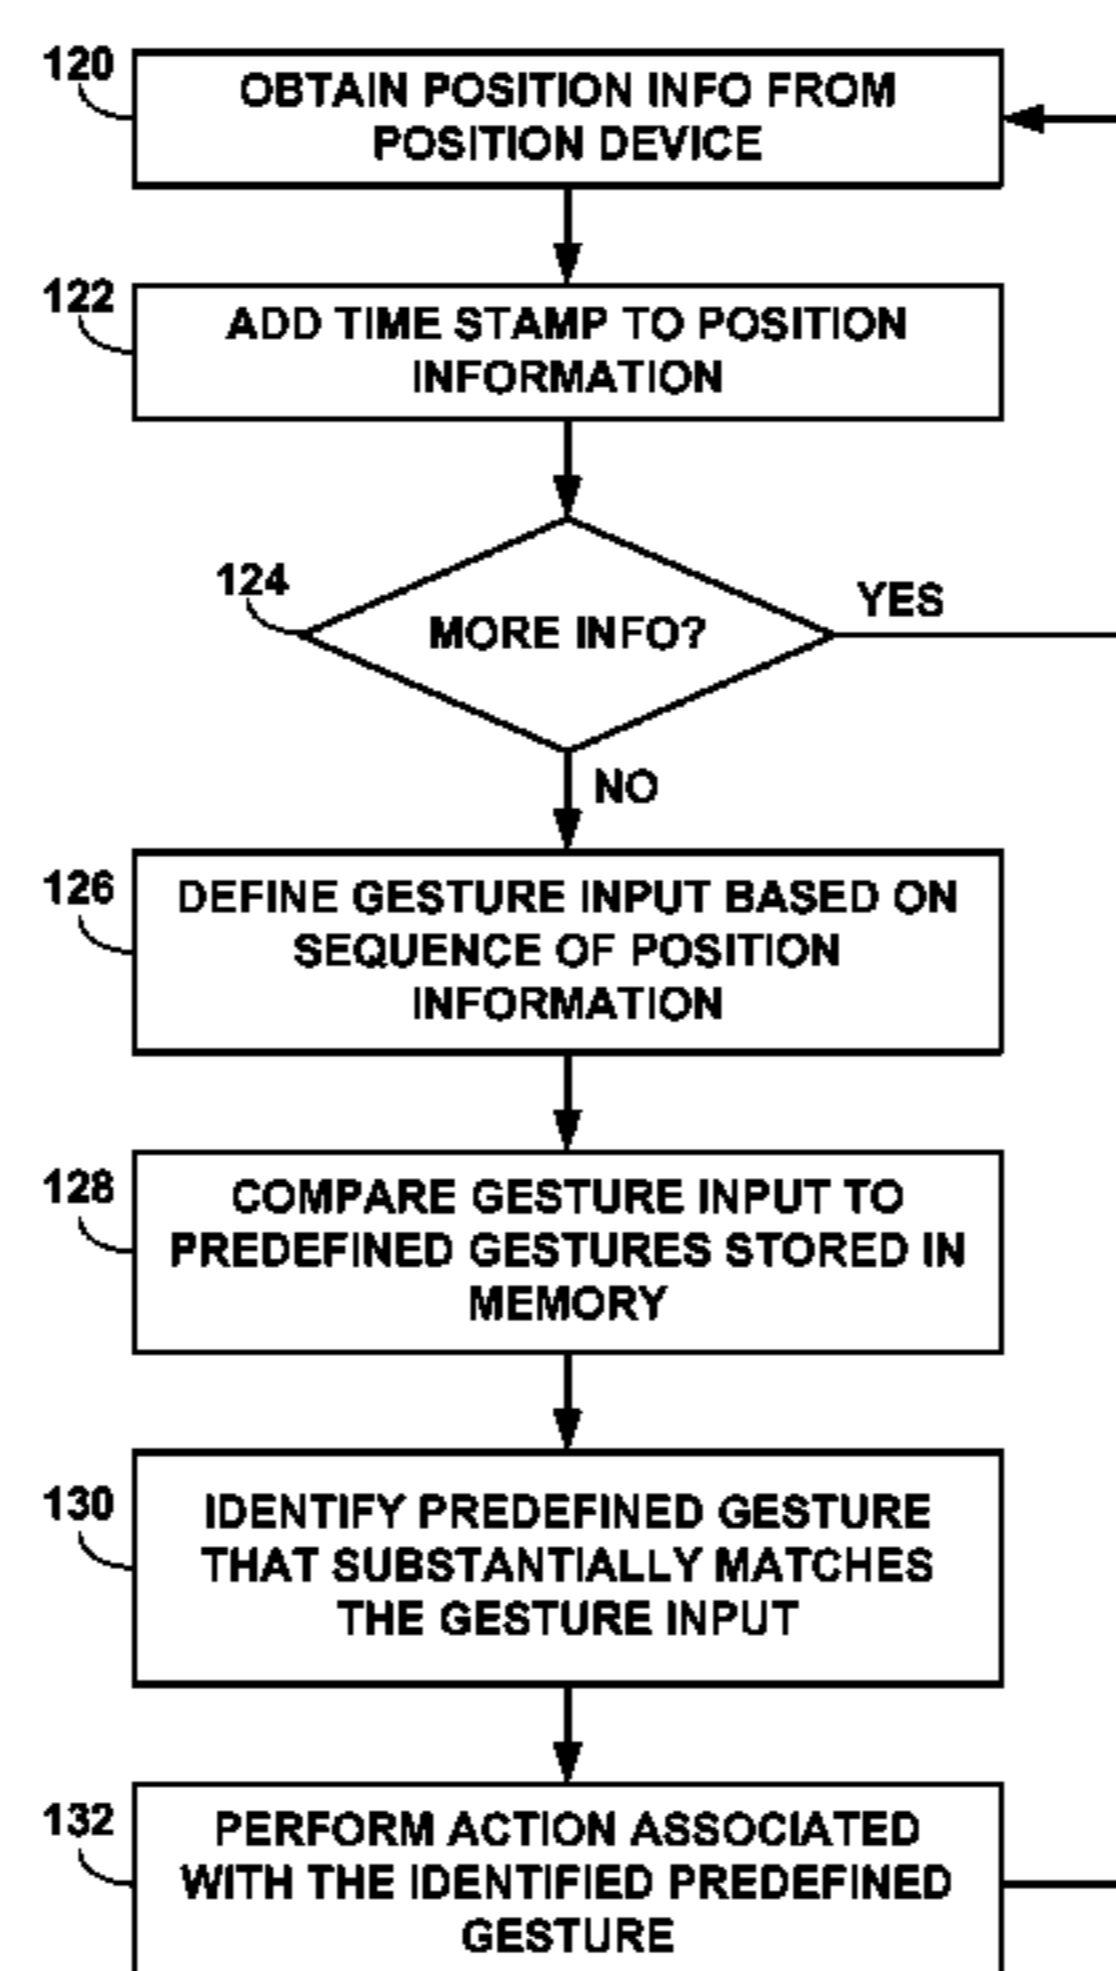 120
OBTAIN POSITION INFO FROM
POSITION DEVICE
122
ADD TIME STAMP TO POSITION
INFORMATION
124
MORE INFO?
YES
NO
126
DEFINE GESTURE INPUT BASED ON
SEQUENCE OF POSITION
INFORMATION
128
COMPARE GESTURE INPUT TO
PREDEFINED GESTURES STORED IN
MEMORY
130
IDENTIFY PREDEFINED GESTURE
THAT SUBSTANTIALLY MATCHES
THE GESTURE INPUT
132
PERFORM ACTION ASSOCIATED
WITH THE IDENTIFIED PREDEFINED
GESTURE